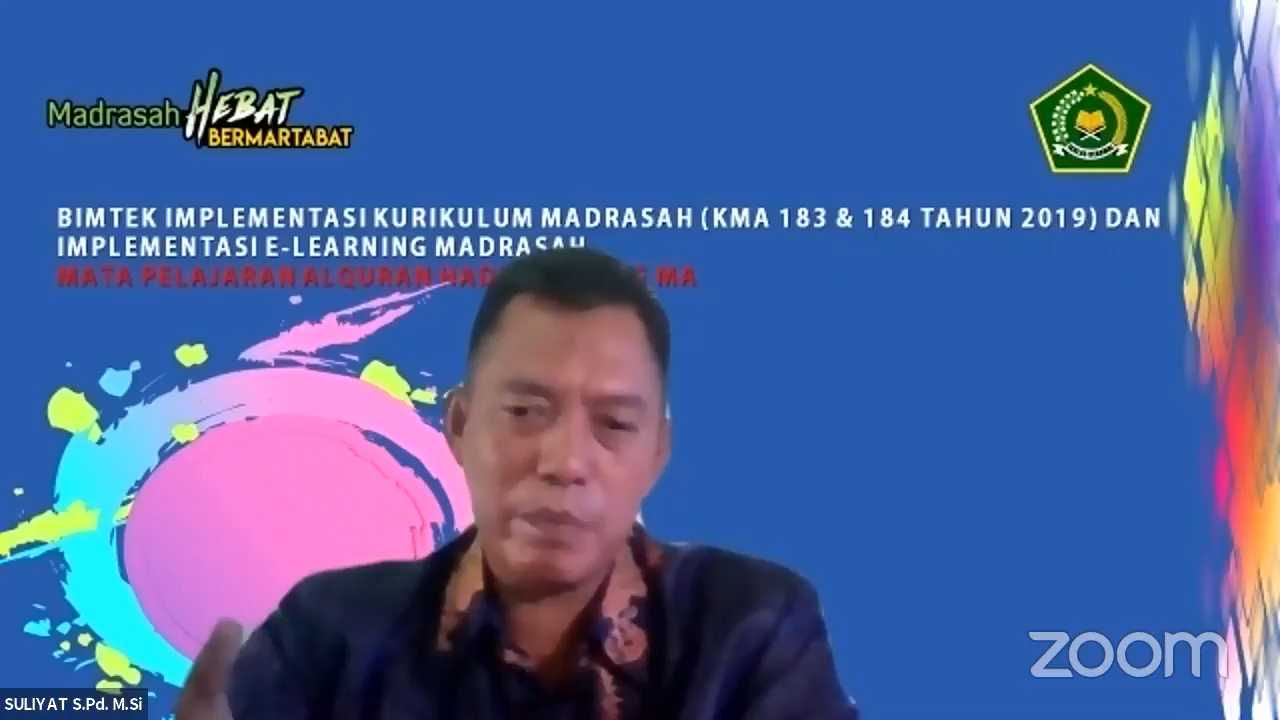 Madrasah HEBAT
BERMARTABAT
BIMTEK IMPLEMENTASI KURIKULUM MADRASAH (KMA 183 & 184 TAHUN 2019) DAN
IMPLEMENTASI E-LEARNING MADRASAH
MATA PELAJARAN ALQURAN MA
zoom
SULIYAT S.Pd. M.Si